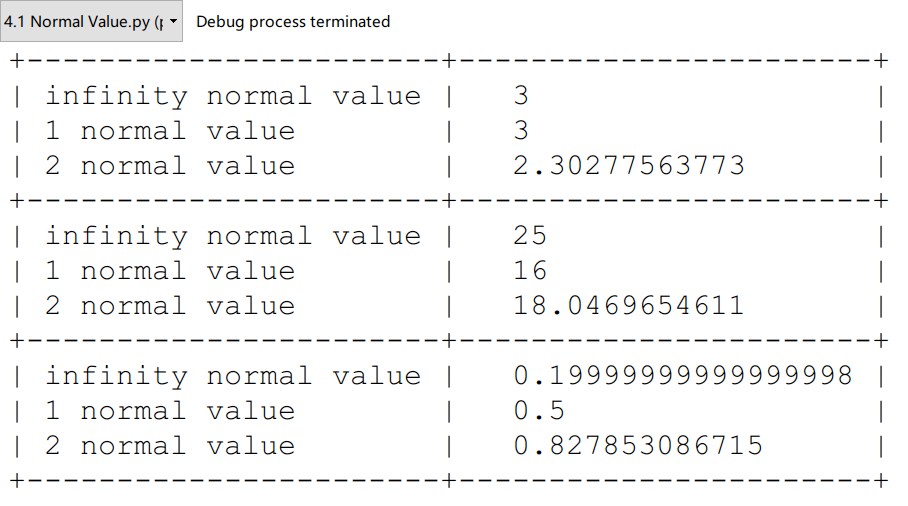 4.1 Normal Value.py (p Debug process terminated
+-----------------------+-----------------------+
| infinity normal value | 3 |
| 1 normal value | 3 |
| 2 normal value | 2.30277563773 |
+-----------------------+-----------------------+
| infinity normal value | 25 |
| 1 normal value | 16 |
| 2 normal value | 18.0469654611 |
+-----------------------+-----------------------+
| infinity normal value | 0.19999999999999998 |
| 1 normal value | 0.5 |
| 2 normal value | 0.827853086715 |
+-----------------------+-----------------------+